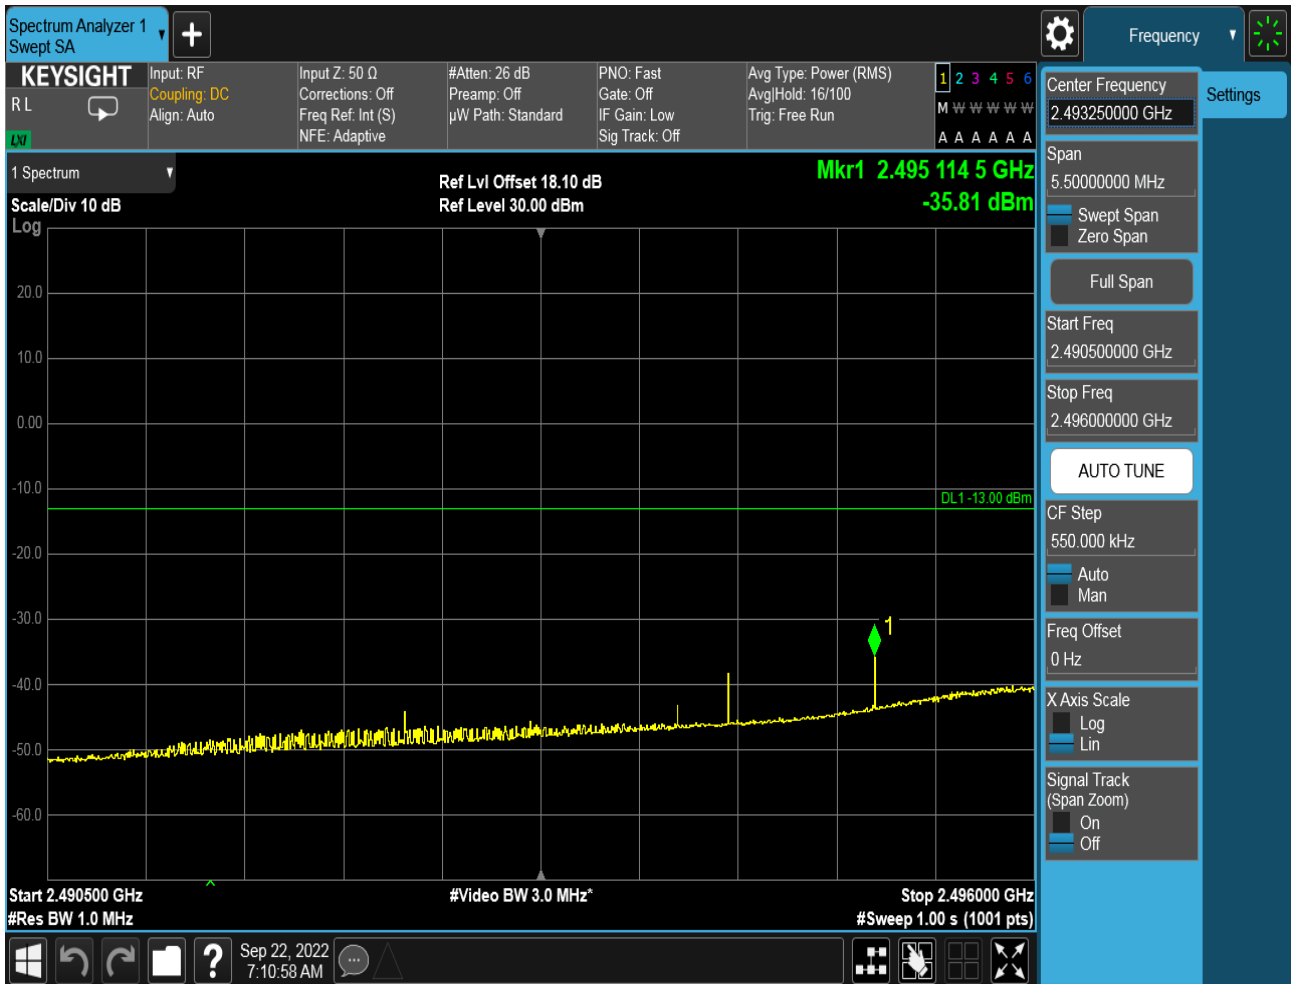 Spectrum Analyzer 1
Swept SA
Frequency
KEYSIGHT
R L
LXI
Input: RF
Coupling: DC
Align: Auto
Input Z: 50 Ω
Corrections: Off
Freq Ref: Int (S)
NFE: Adaptive
#Atten: 26 dB
Preamp: Off
µW Path: Standard
PNO: Fast
Gate: Off
IF Gain: Low
Sig Track: Off
Avg Type: Power (RMS)
Avg|Hold: 16/100
Trig: Free Run
1 2 3 4 5 6
M W W W W W
A A A A A A
1 Spectrum
Scale/Div 10 dB
Log
Ref Lvl Offset 18.10 dB
Ref Level 30.00 dBm
Mkr1 2.495 114 5 GHz
-35.81 dBm
20.0
10.0
0.00
-10.0
DL1 -13.00 dBm
-20.0
-30.0
1
-40.0
-50.0
-60.0
Start 2.490500 GHz
#Video BW 3.0 MHz*
Stop 2.496000 GHz
#Res BW 1.0 MHz
#Sweep 1.00 s (1001 pts)
Center Frequency
2.493250000 GHz
Settings
Span
5.50000000 MHz
Swept Span
Zero Span
Full Span
Start Freq
2.490500000 GHz
Stop Freq
2.496000000 GHz
AUTO TUNE
CF Step
550.000 kHz
Auto
Man
Freq Offset
0 Hz
X Axis Scale
Log
Lin
Signal Track
(Span Zoom)
On
Off
?
Sep 22, 2022
7:10:58 AM